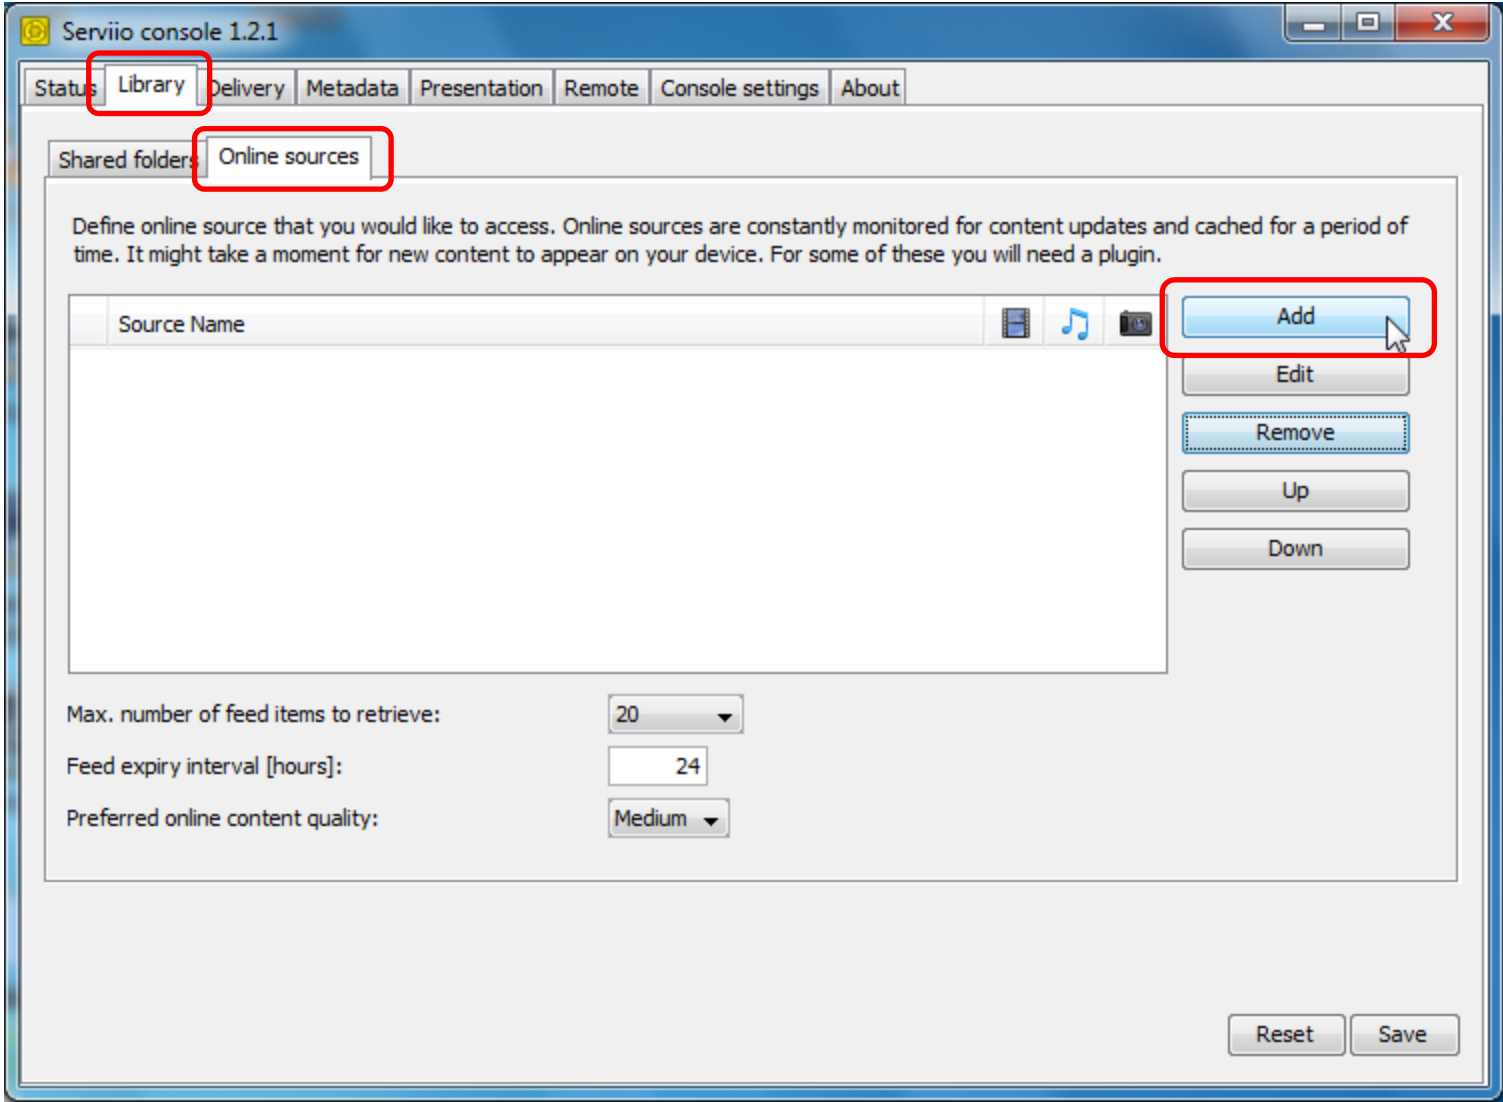 Serviio console 1.2.1
Status Library Delivery Metadata Presentation Remote Console settings About
Shared folders Online sources
Define online source that you would like to access. Online sources are constantly monitored for content updates and cached for a period of
time. It might take a moment for new content to appear on your device. For some of these you will need a plugin.
Source Name
Add
Edit
Remove
Up
Down
Max. number of feed items to retrieve: 20
Feed expiry interval [hours]: 24
Preferred online content quality: Medium
Reset Save